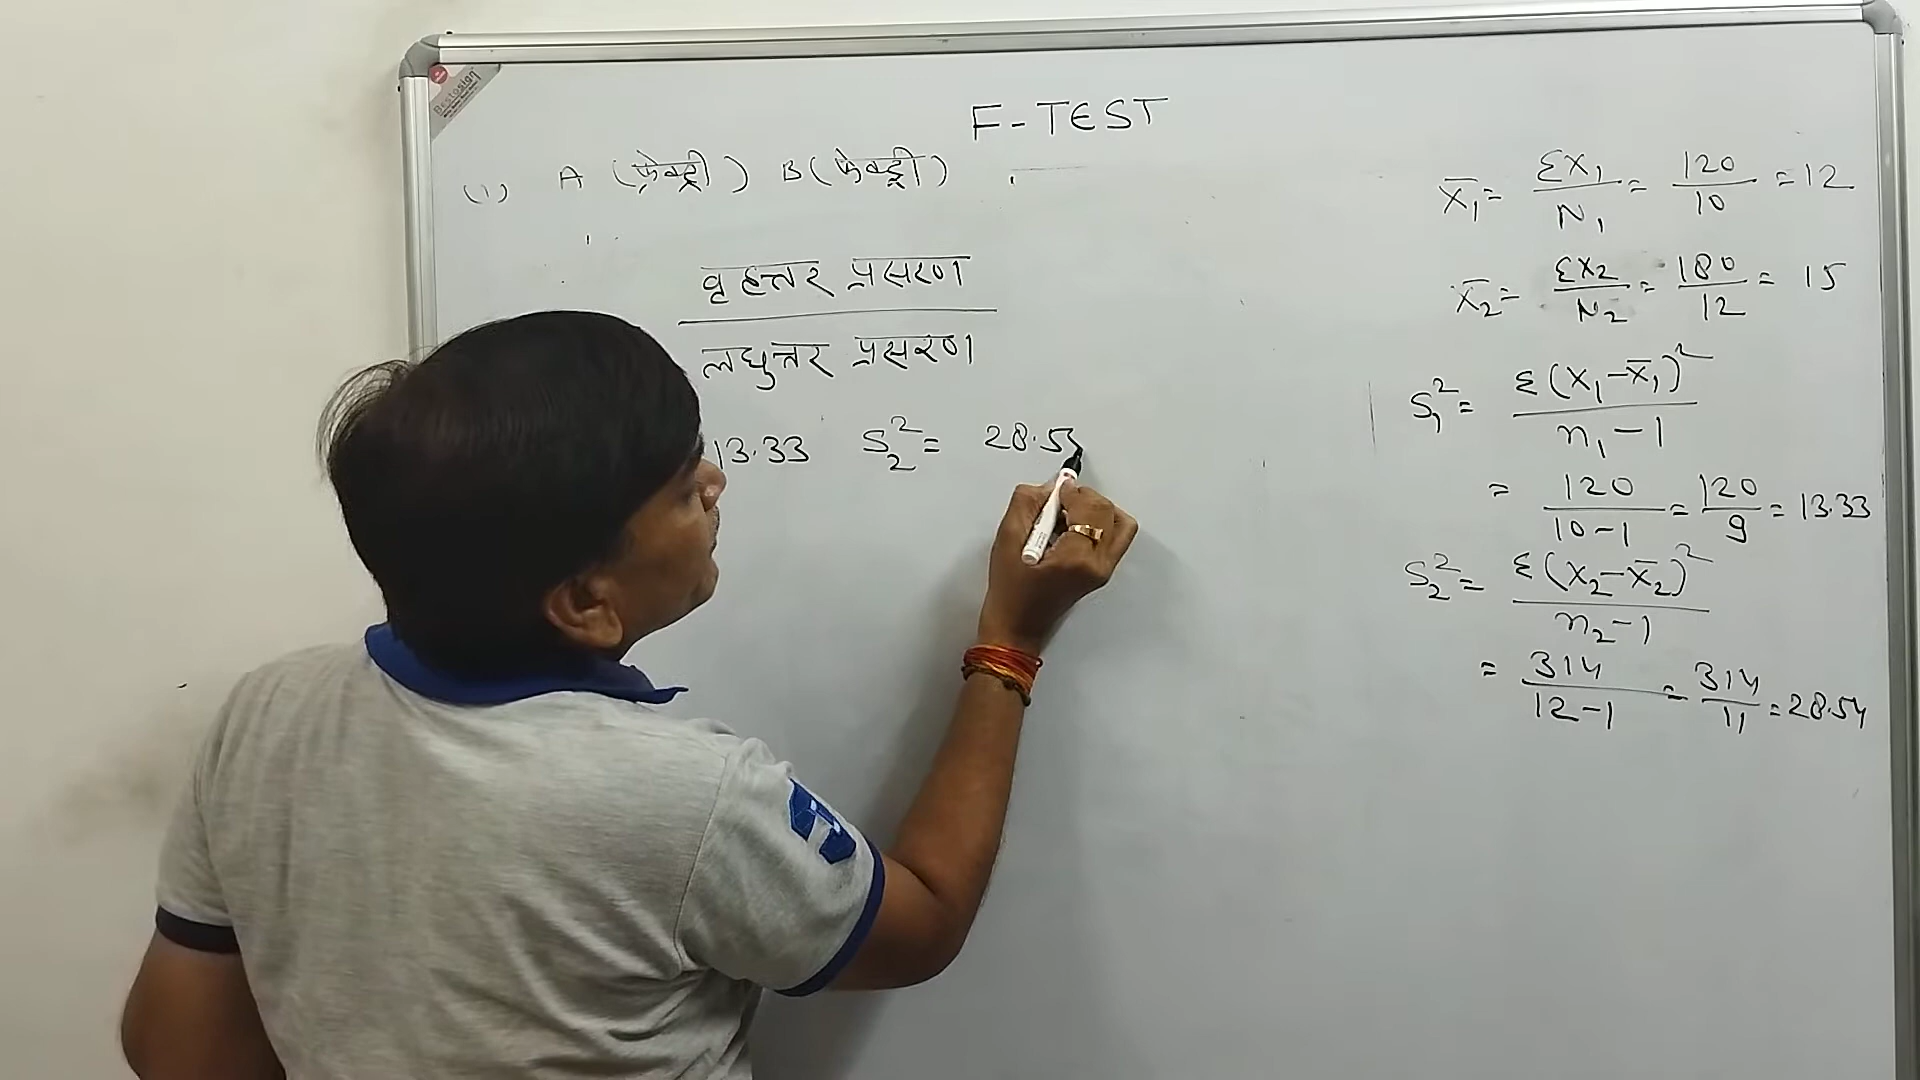 Bestosign
F-TEST
(1) A (फ़ेक्ट्री) B (फेक्ट्री)
वृहत्तर प्रसरण
लघुत्तर प्रसरण
13.33 S₂² = 28.5
X̄₁ = ΣX₁/N₁ = 120/10 = 12
X̄₂ = ΣX₂/N₂ = 180/12 = 15
S₁² = Σ(X₁-X̄₁)²/n₁-1
= 120/10-1 = 120/9 = 13.33
S₂² = Σ(X₂-X̄₂)²/n₂-1
= 314/12-1 = 314/11 = 28.54